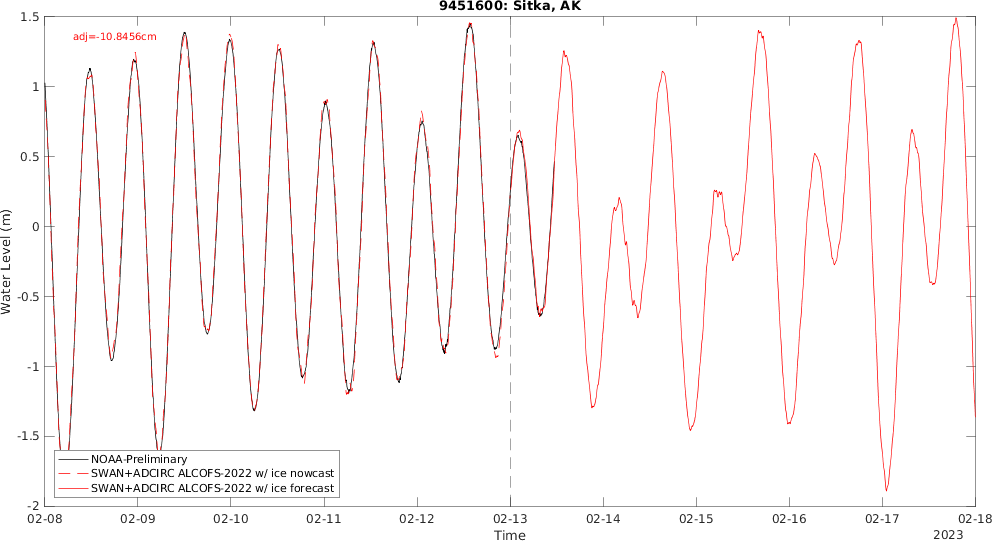 9451600: Sitka, AK
adj=-10.8456cm
Water Level (m)
1.5
1
0.5
0
-0.5
-1
-1.5
-2
NOAA-Preliminary
SWAN+ADCIRC ALCOFS-2022 w/ ice nowcast
SWAN+ADCIRC ALCOFS-2022 w/ ice forecast
02-08 02-09 02-10 02-11 02-12 02-13 02-14 02-15 02-16 02-17 02-18
Time
2023